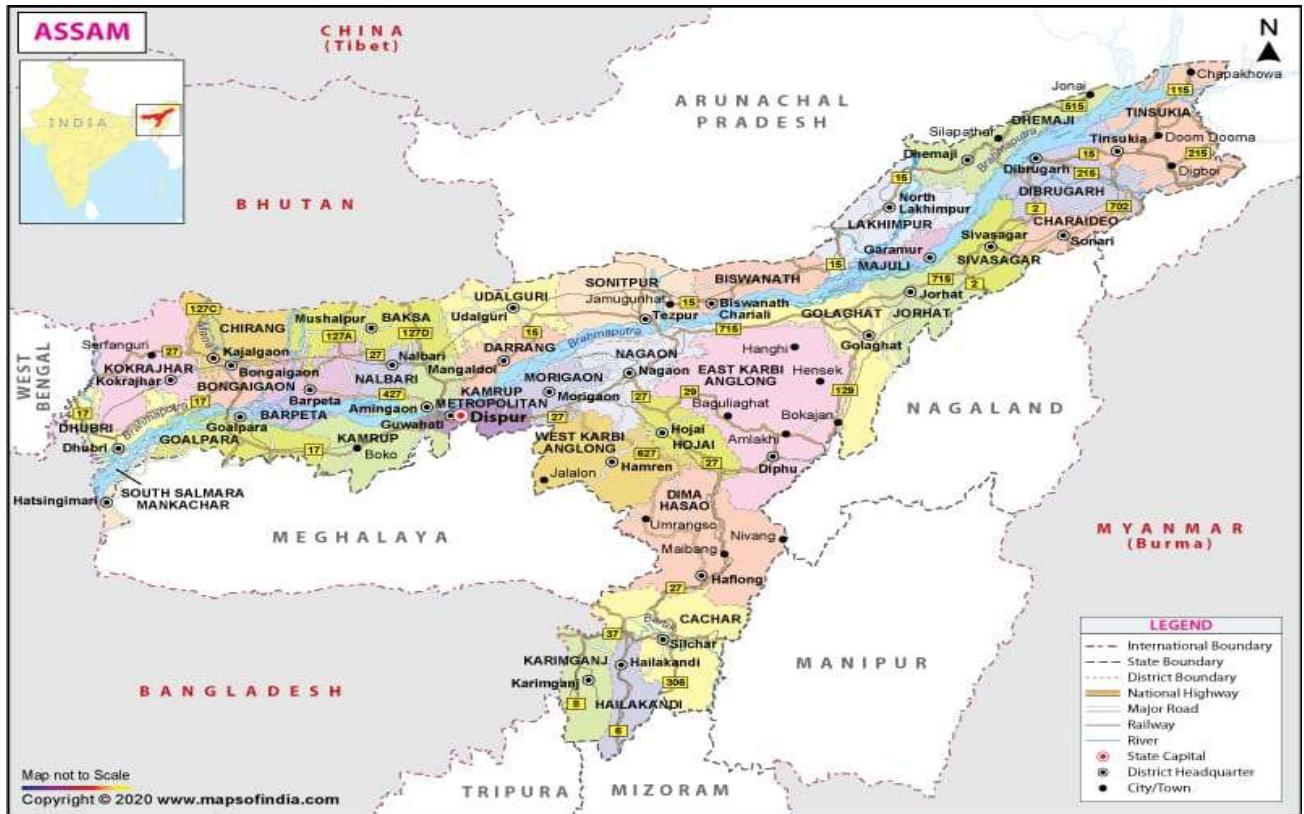 ASSAM
CHINA
(Tibet)
N
INDIA
ARUNACHAL
PRADESH
BHUTAN
WEST
BENGAL
NAGALAND
MEGHALAYA
MYANMAR
(Burma)
MANIPUR
BANGLADESH
TRIPURA
MIZORAM
Chapakhowa
115
Jonai
515
TINSUKIA
DHEMAJI
Silapathar
Brahmaputra
Tinsukia
Doom Dooma
Dhemaji
15
215
Dibrugarh
Digboi
15
DIBRUGARH
North
Lakhimpur
2
702
LAKHIMPUR
CHARAIDEO
Sivasagar
Sonari
Garamur
SIVASAGAR
MAJULI
15
715
2
BISWANATH
SONITPUR
Jorhat
UDALGURI
Jamugurihat
15
Biswanath
Chariali
JORHAT
GOLAGHAT
Udalguri
Tezpur
715
15
Brahmaputra
Golaghat
127C
Mushalpur
BAKSA
CHIRANG
127A
127D
DARRANG
NAGAON
Hanghi
Serfanguri
27
Kajalgaon
27
Nalbari
Mangaldoi
EAST KARBI
ANGLONG
KOKRAJHAR
Bongaigaon
Nagaon
Hensek
Kokrajhar
NALBARI
MORIGAON
129
BONGAIGAON
Barpeta
427
KAMRUP
METROPOLITAN
Morigaon
27
29
17
Amingaon
Baguliaghat
17
BARPETA
Dispur
27
Bokajan
DHUBRI
Brahmaputra
Goalpara
Guwahati
Hojai
Amlakhi
GOALPARA
KAMRUP
WEST KARBI
ANGLONG
HOJAI
Dhubri
17
Boko
627
27
Hamren
Diphu
Jalalon
SOUTH SALMARA
MANKACHAR
Hatsingimari
DIMA
HASAO
Umrangso
Nivang
Maibang
Haflong
27
CACHAR
37
Silchar
KARIMGANJ
Hailakandi
Karimganj
306
8
HAILAKANDI
6
LEGEND
International Boundary
State Boundary
District Boundary
National Highway
Major Road
Railway
River
State Capital
District Headquarter
City/Town
Map not to Scale
Copyright © 2020 www.mapsofindia.com